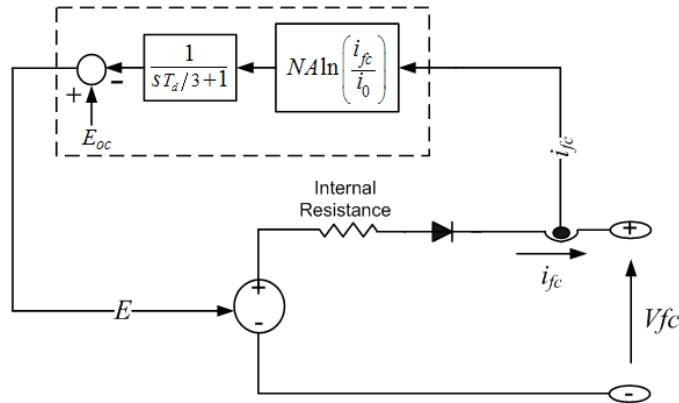 1
sT_d/3+1
NA ln(i_fc/i_0)
+
-
E_oc
i_fc
Internal
Resistance
+
i_fc
E
+
-
Vfc
-